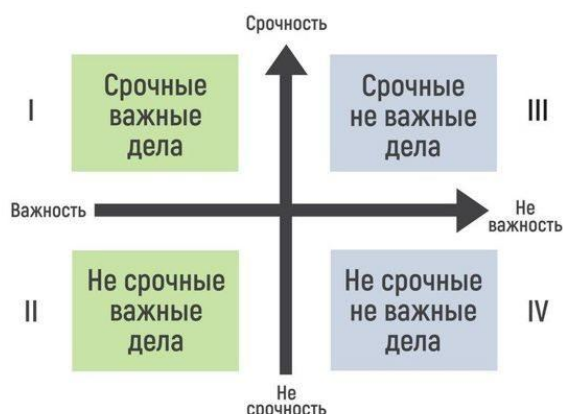 Срочность
I
Срочные
важные
дела
Срочные
не важные
дела
III
Важность
Не
важность
II
Не срочные
важные
дела
Не срочные
не важные
дела
IV
Не
срочность